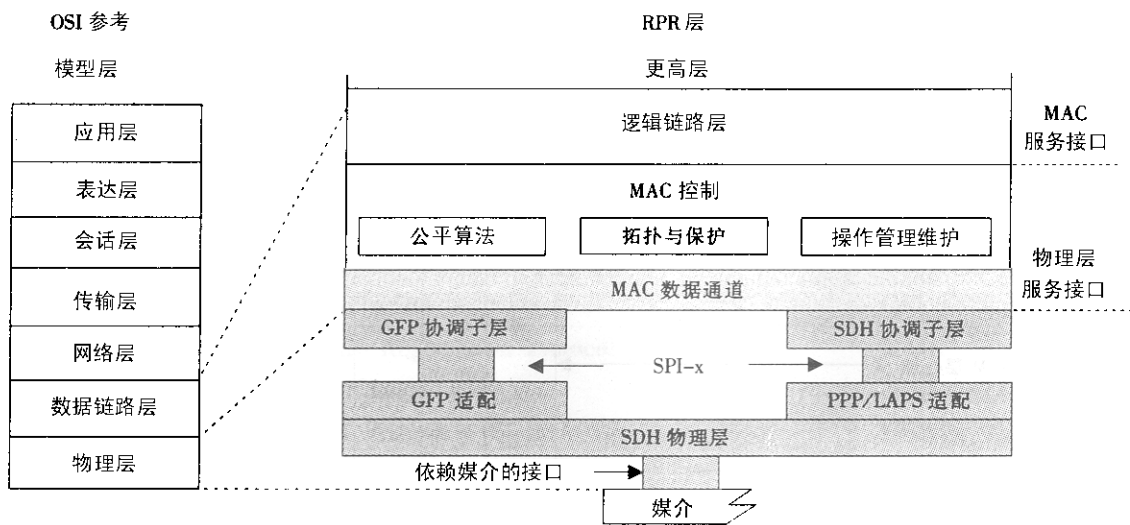 OSI 参考
模型层
应用层
表达层
会话层
传输层
网络层
数据链路层
物理层
RPR 层
更高层
逻辑链路层
MAC 控制
公平算法
拓扑与保护
操作管理维护
MAC 数据通道
GFP 协调子层
SDH 协调子层
SPI-x
GFP 适配
PPP/LAPS 适配
SDH 物理层
依赖媒介的接口
媒介
MAC
服务接口
物理层
服务接口